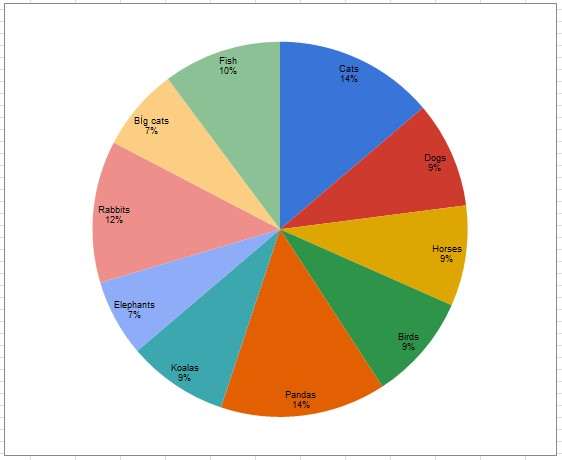 Cats
14%
Dogs
9%
Horses
9%
Birds
9%
Pandas
14%
Koalas
9%
Elephants
7%
Rabbits
12%
Bİg cats
7%
Fish
10%